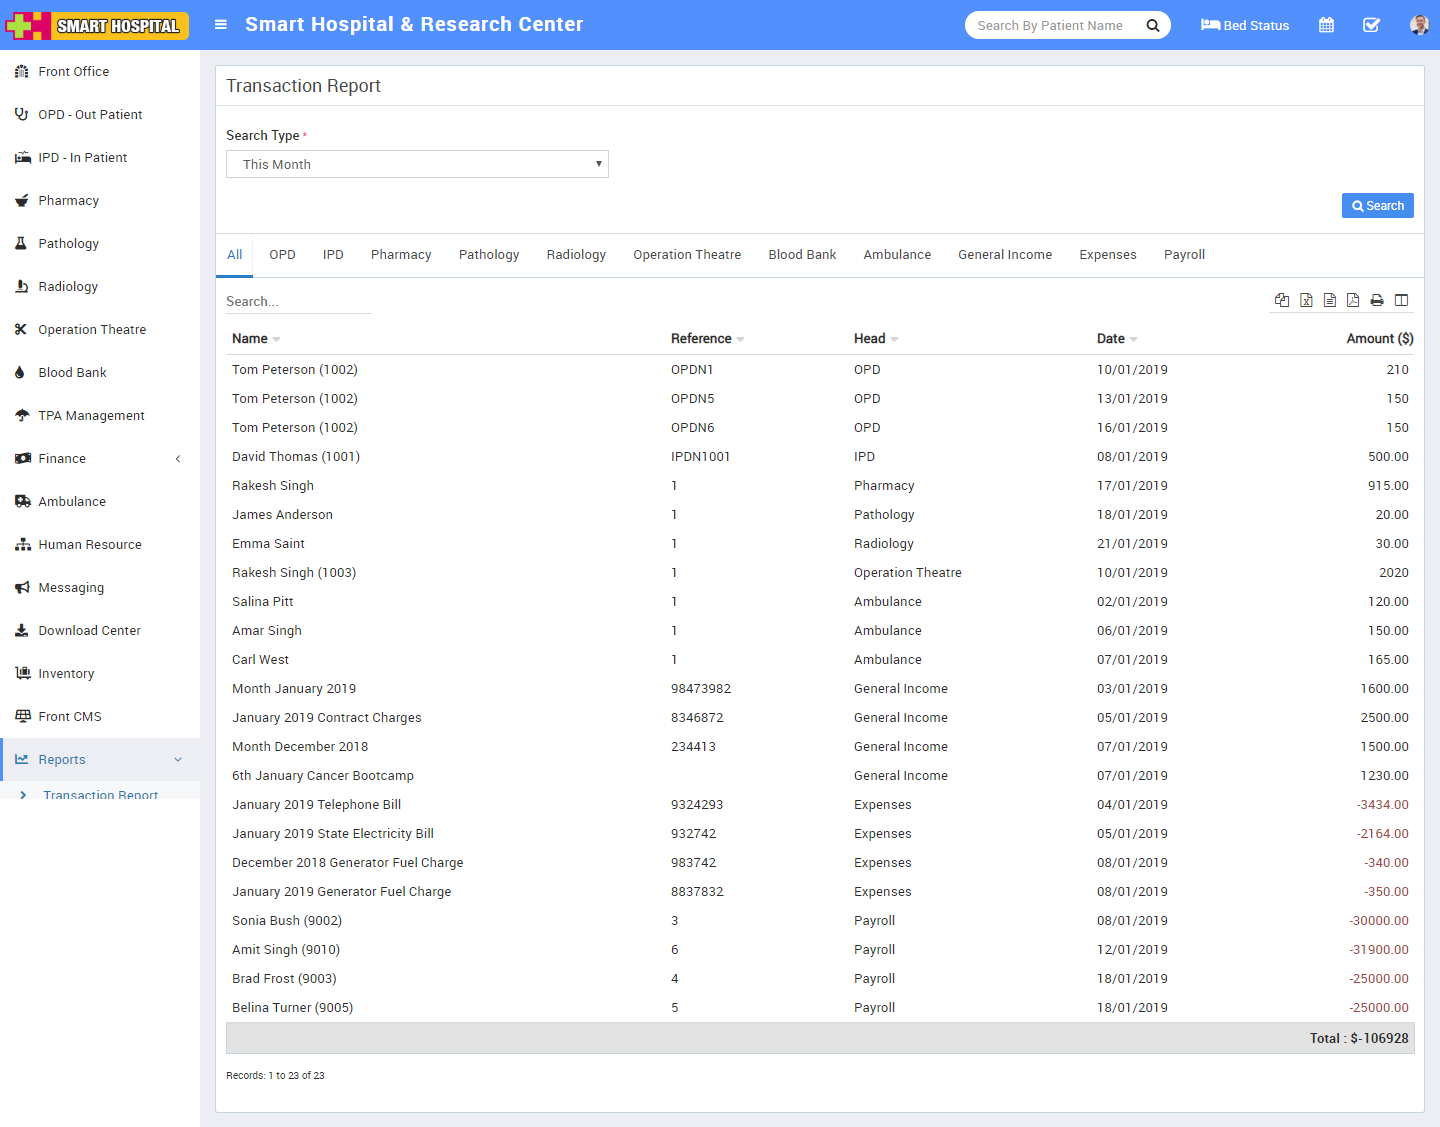 SMART HOSPITAL
Smart Hospital & Research Center
Search By Patient Name
Bed Status
Front Office
OPD - Out Patient
IPD - In Patient
Pharmacy
Pathology
Radiology
Operation Theatre
Blood Bank
TPA Management
Finance
Ambulance
Human Resource
Messaging
Download Center
Inventory
Front CMS
Reports
Transaction Report
Transaction Report
Search Type *
This Month
Search
All OPD IPD Pharmacy Pathology Radiology Operation Theatre Blood Bank Ambulance General Income Expenses Payroll
Search...
Name Reference Head Date Amount ($)
Tom Peterson (1002) OPDN1 OPD 10/01/2019 210
Tom Peterson (1002) OPDN5 OPD 13/01/2019 150
Tom Peterson (1002) OPDN6 OPD 16/01/2019 150
David Thomas (1001) IPDN1001 IPD 08/01/2019 500.00
Rakesh Singh 1 Pharmacy 17/01/2019 915.00
James Anderson 1 Pathology 18/01/2019 20.00
Emma Saint 1 Radiology 21/01/2019 30.00
Rakesh Singh (1003) 1 Operation Theatre 10/01/2019 2020
Salina Pitt 1 Ambulance 02/01/2019 120.00
Amar Singh 1 Ambulance 06/01/2019 150.00
Carl West 1 Ambulance 07/01/2019 165.00
Month January 2019 98473982 General Income 03/01/2019 1600.00
January 2019 Contract Charges 8346872 General Income 05/01/2019 2500.00
Month December 2018 234413 General Income 07/01/2019 1500.00
6th January Cancer Bootcamp General Income 07/01/2019 1230.00
January 2019 Telephone Bill 9324293 Expenses 04/01/2019 -3434.00
January 2019 State Electricity Bill 932742 Expenses 05/01/2019 -2164.00
December 2018 Generator Fuel Charge 983742 Expenses 08/01/2019 -340.00
January 2019 Generator Fuel Charge 8837832 Expenses 08/01/2019 -350.00
Sonia Bush (9002) 3 Payroll 08/01/2019 -30000.00
Amit Singh (9010) 6 Payroll 12/01/2019 -31900.00
Brad Frost (9003) 4 Payroll 18/01/2019 -25000.00
Belina Turner (9005) 5 Payroll 18/01/2019 -25000.00
Total : $-106928
Records: 1 to 23 of 23